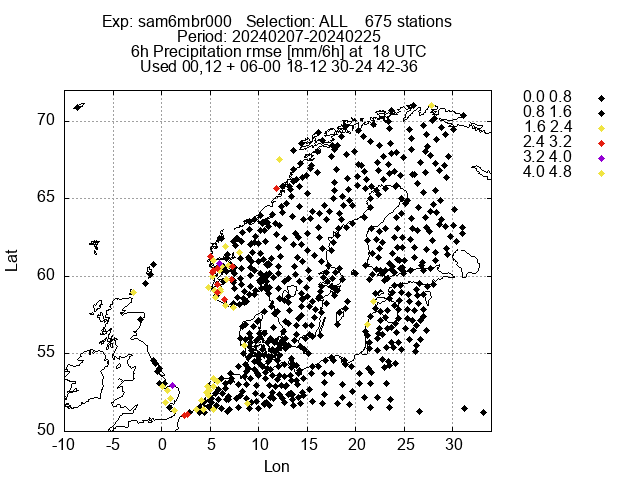 Exp: sam6mbr000 Selection: ALL 675 stations
Period: 20240207-20240225
6h Precipitation rmse [mm/6h] at 18 UTC
Used 00,12 + 06-00 18-12 30-24 42-36
0.0 0.8
0.8 1.6
1.6 2.4
2.4 3.2
3.2 4.0
4.0 4.8
70
65
60
55
50
Lat
-10 -5 0 5 10 15 20 25 30
Lon